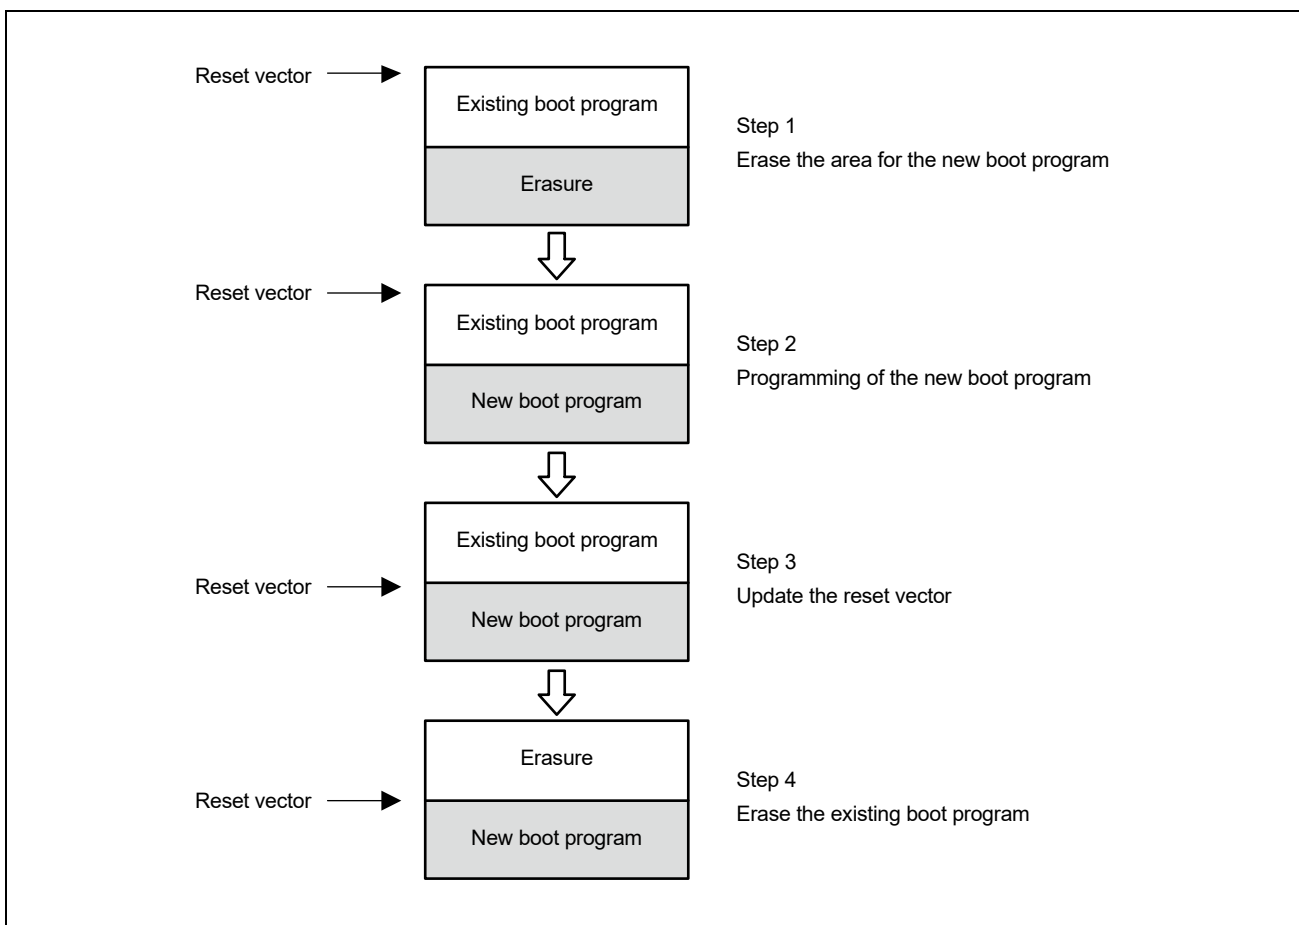 Reset vector
Existing boot program
Erasure
Step 1
Erase the area for the new boot program
Reset vector
Existing boot program
New boot program
Step 2
Programming of the new boot program
Existing boot program
Reset vector
New boot program
Step 3
Update the reset vector
Erasure
Reset vector
New boot program
Step 4
Erase the existing boot program